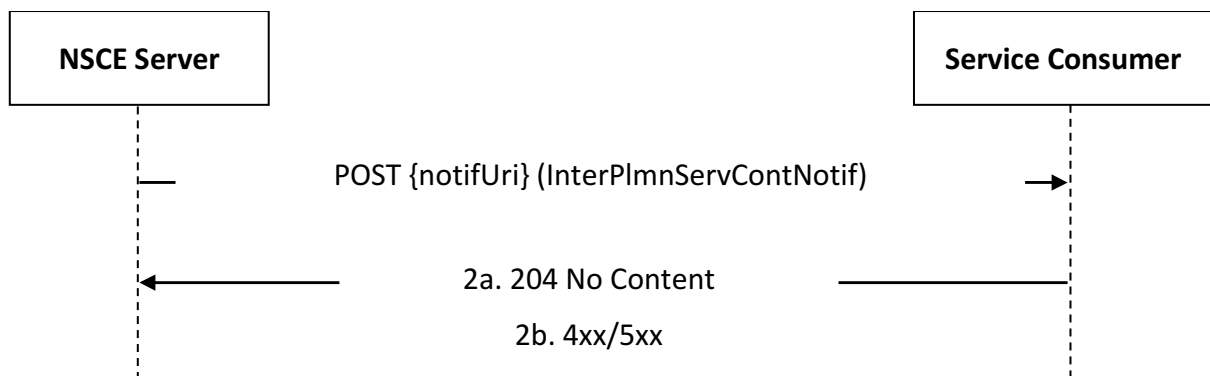 NSCE Server
Service Consumer
POST {notifUri} (InterPlmnServContNotif)
2a. 204 No Content
2b. 4xx/5xx